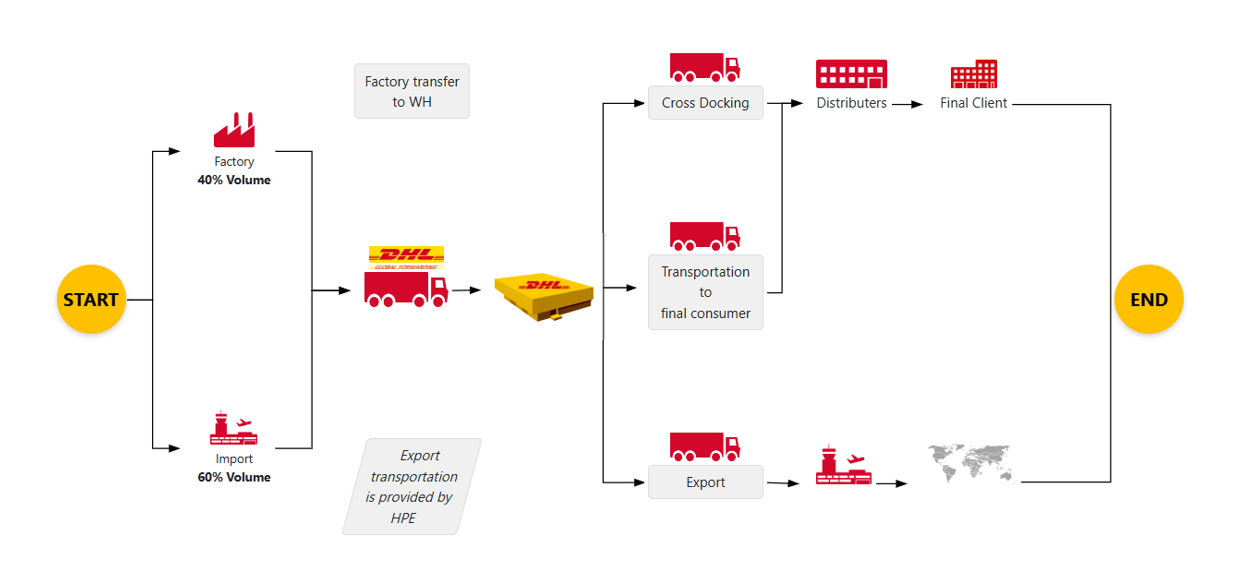 START
Factory
40% Volume
Import
60% Volume
Factory transfer
to WH
DHL
GLOBAL FORWARDING
Export
transportation
is provided by
HPE
DHL
Cross Docking
Distributers
Final Client
Transportation
to
final consumer
Export
END